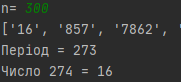 n= 300
['16', '857', '7862', '
Період = 273
Число 274 = 16